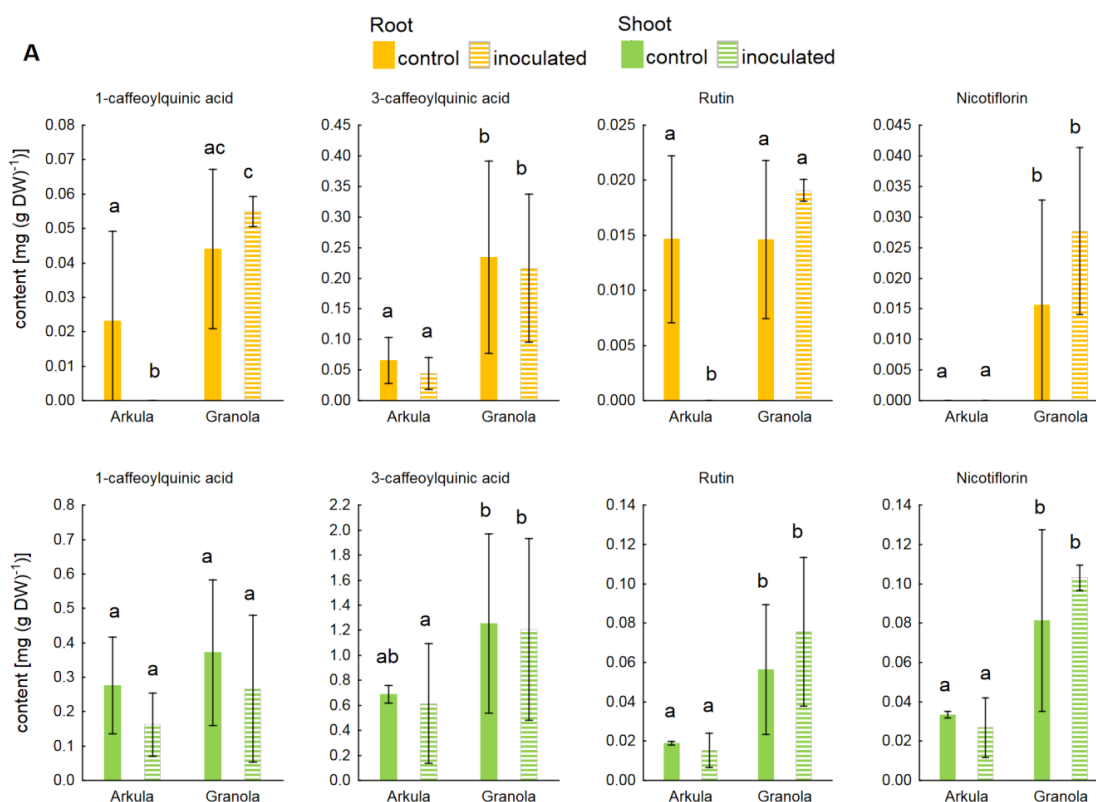 A
Root
control inoculated
Shoot
control inoculated
1-caffeoylquinic acid
content [mg (g DW)⁻¹)]
0.08
0.07
0.06
0.05
0.04
0.03
0.02
0.01
0.00
a
b
ac
c
Arkula Granola
3-caffeoylquinic acid
0.45
0.40
0.35
0.30
0.25
0.20
0.15
0.10
0.05
0.00
a
a
b
b
Arkula Granola
Rutin
0.025
0.020
0.015
0.010
0.005
0.000
a
b
a
a
Arkula Granola
Nicotiflorin
0.045
0.040
0.035
0.030
0.025
0.020
0.015
0.010
0.005
0.000
a
a
b
b
Arkula Granola
1-caffeoylquinic acid
content [mg (g DW)⁻¹)]
0.8
0.7
0.6
0.5
0.4
0.3
0.2
0.1
0.0
a
a
a
a
Arkula Granola
3-caffeoylquinic acid
2.2
2.0
1.8
1.6
1.4
1.2
1.0
0.8
0.6
0.4
0.2
0.0
ab
a
b
b
Arkula Granola
Rutin
0.14
0.12
0.10
0.08
0.06
0.04
0.02
0.00
a
a
b
b
Arkula Granola
Nicotiflorin
0.14
0.12
0.10
0.08
0.06
0.04
0.02
0.00
a
a
b
b
Arkula Granola